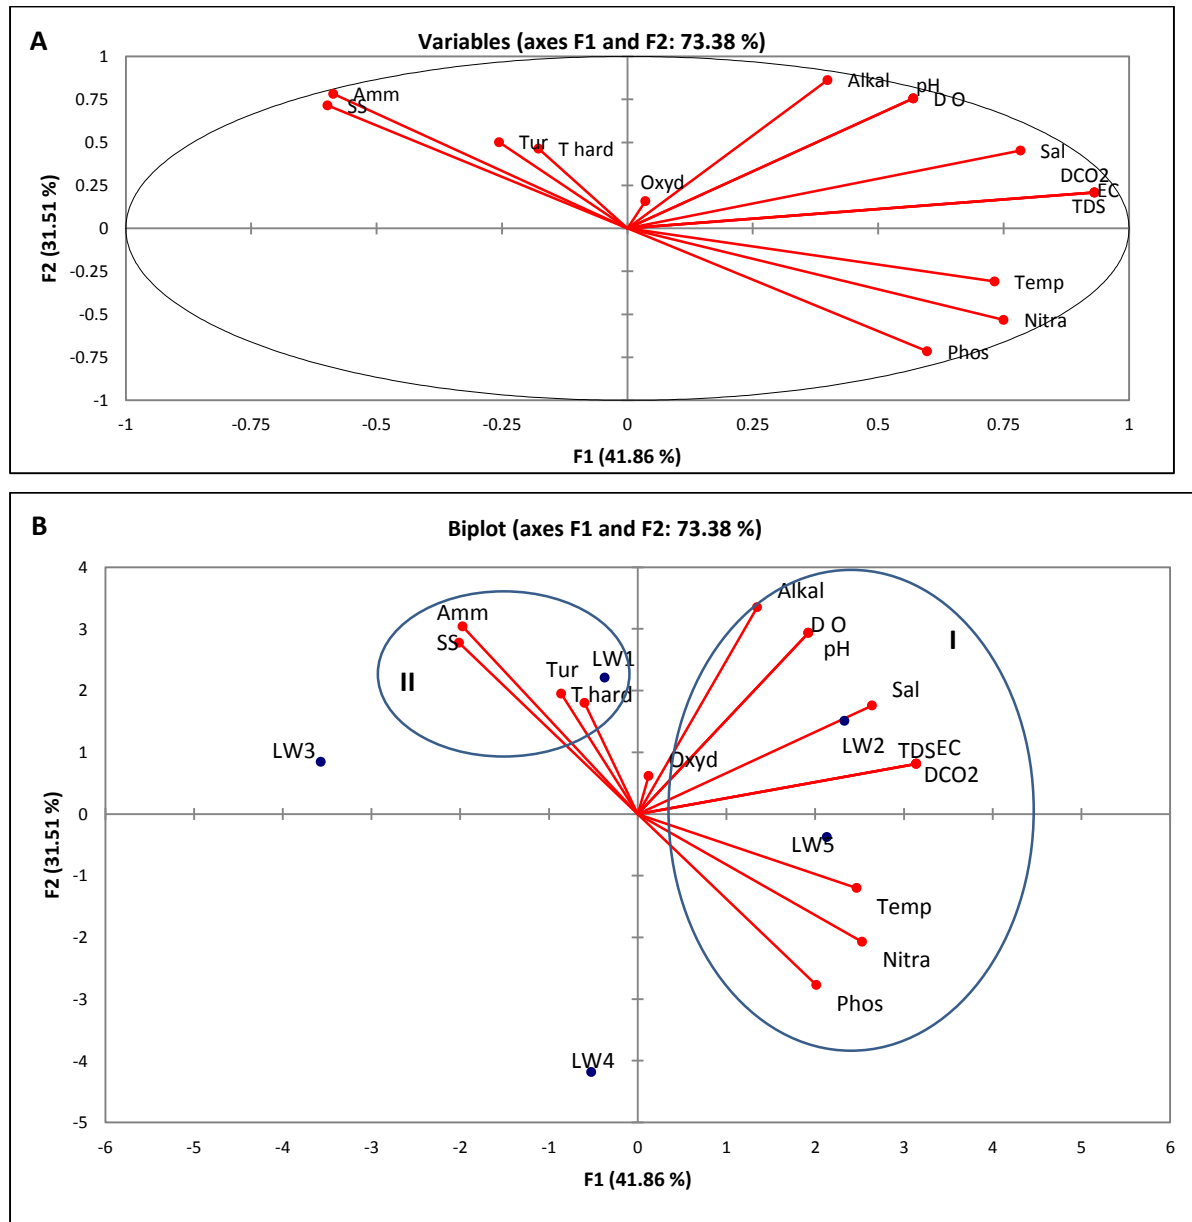 A
Variables (axes F1 and F2: 73.38 %)
1
0.75
0.5
0.25
0
-0.25
-0.5
-0.75
-1
F2 (31.51 %)
Amm
SS
Tur
T hard
Oxyd
Alkal
pH
D O
Sal
DCO2
EC
TDS
Temp
Nitra
Phos
-1
-0.75
-0.5
-0.25
0
0.25
0.5
0.75
1
F1 (41.86 %)
B
Biplot (axes F1 and F2: 73.38 %)
4
3
2
1
0
-1
-2
-3
-4
-5
F2 (31.51 %)
Amm
SS
II
Tur
LW1
T hard
LW3
Oxyd
Alkal
D O
pH
I
Sal
LW2
TDS
EC
DCO2
LW5
Temp
Nitra
Phos
LW4
-6
-5
-4
-3
-2
-1
0
1
2
3
4
5
6
F1 (41.86 %)